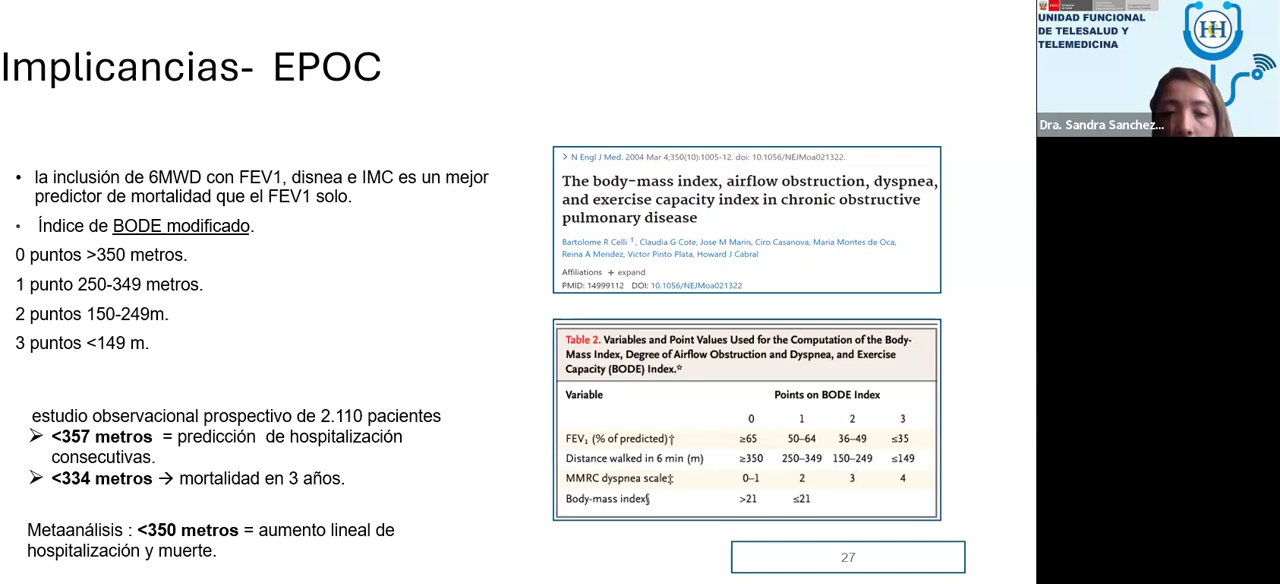 Implicancias- EPOC
• la inclusión de 6MWD con FEV1, disnea e IMC es un mejor
predictor de mortalidad que el FEV1 solo.
• Índice de BODE modificado.
0 puntos >350 metros.
1 punto 250-349 metros.
2 puntos 150-249m.
3 puntos <149 m.
estudio observacional prospectivo de 2.110 pacientes
➢ <357 metros = predicción de hospitalización
consecutivas.
➢ <334 metros → mortalidad en 3 años.
Metaanálisis : <350 metros = aumento lineal de
hospitalización y muerte.
> N Engl J Med. 2004 Mar 4;350(10):1005-12. doi: 10.1056/NEJMoa021322.
The body-mass index, airflow obstruction, dyspnea,
and exercise capacity index in chronic obstructive
pulmonary disease
Bartolome R Celli 1, Claudia G Cote, Jose M Marin, Ciro Casanova, Maria Montes de Oca,
Reina A Mendez, Victor Pinto Plata, Howard J Cabral
Affiliations + expand
PMID: 14999112 DOI: 10.1056/NEJMoa021322
Table 2. Variables and Point Values Used for the Computation of the Body-
Mass Index, Degree of Airflow Obstruction and Dyspnea, and Exercise
Capacity (BODE) Index.*
Variable Points on BODE Index
0 1 2 3
FEV₁ (% of predicted)† ≥65 50–64 36–49 ≤35
Distance walked in 6 min (m) ≥350 250–349 150–249 ≤149
MMRC dyspnea scale‡ 0–1 2 3 4
Body-mass index§ >21 ≤21
27
UNIDAD FUNCIONAL
DE TELESALUD Y
TELEMEDICINA
HH
Dra. Sandra Sanchez...